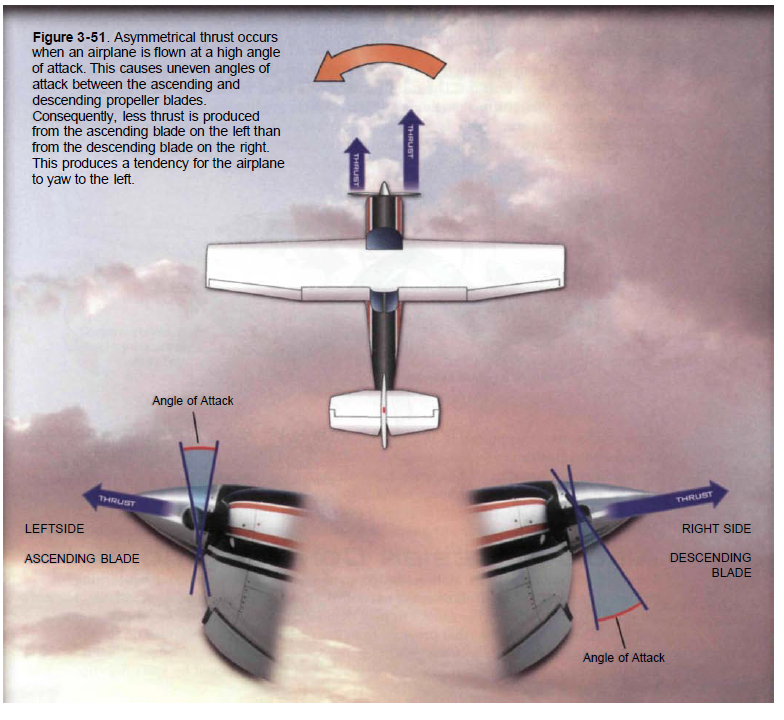 Figure 3-51. Asymmetrical thrust occurs
when an airplane is flown at a high angle
of attack. This causes uneven angles of
attack between the ascending and
descending propeller blades.
Consequently, less thrust is produced
from the ascending blade on the left than
from the descending blade on the right.
This produces a tendency for the airplane
to yaw to the left.
THRUST
THRUST
Angle of Attack
THRUST
THRUST
LEFTSIDE
RIGHT SIDE
ASCENDING BLADE
DESCENDING
BLADE
Angle of Attack